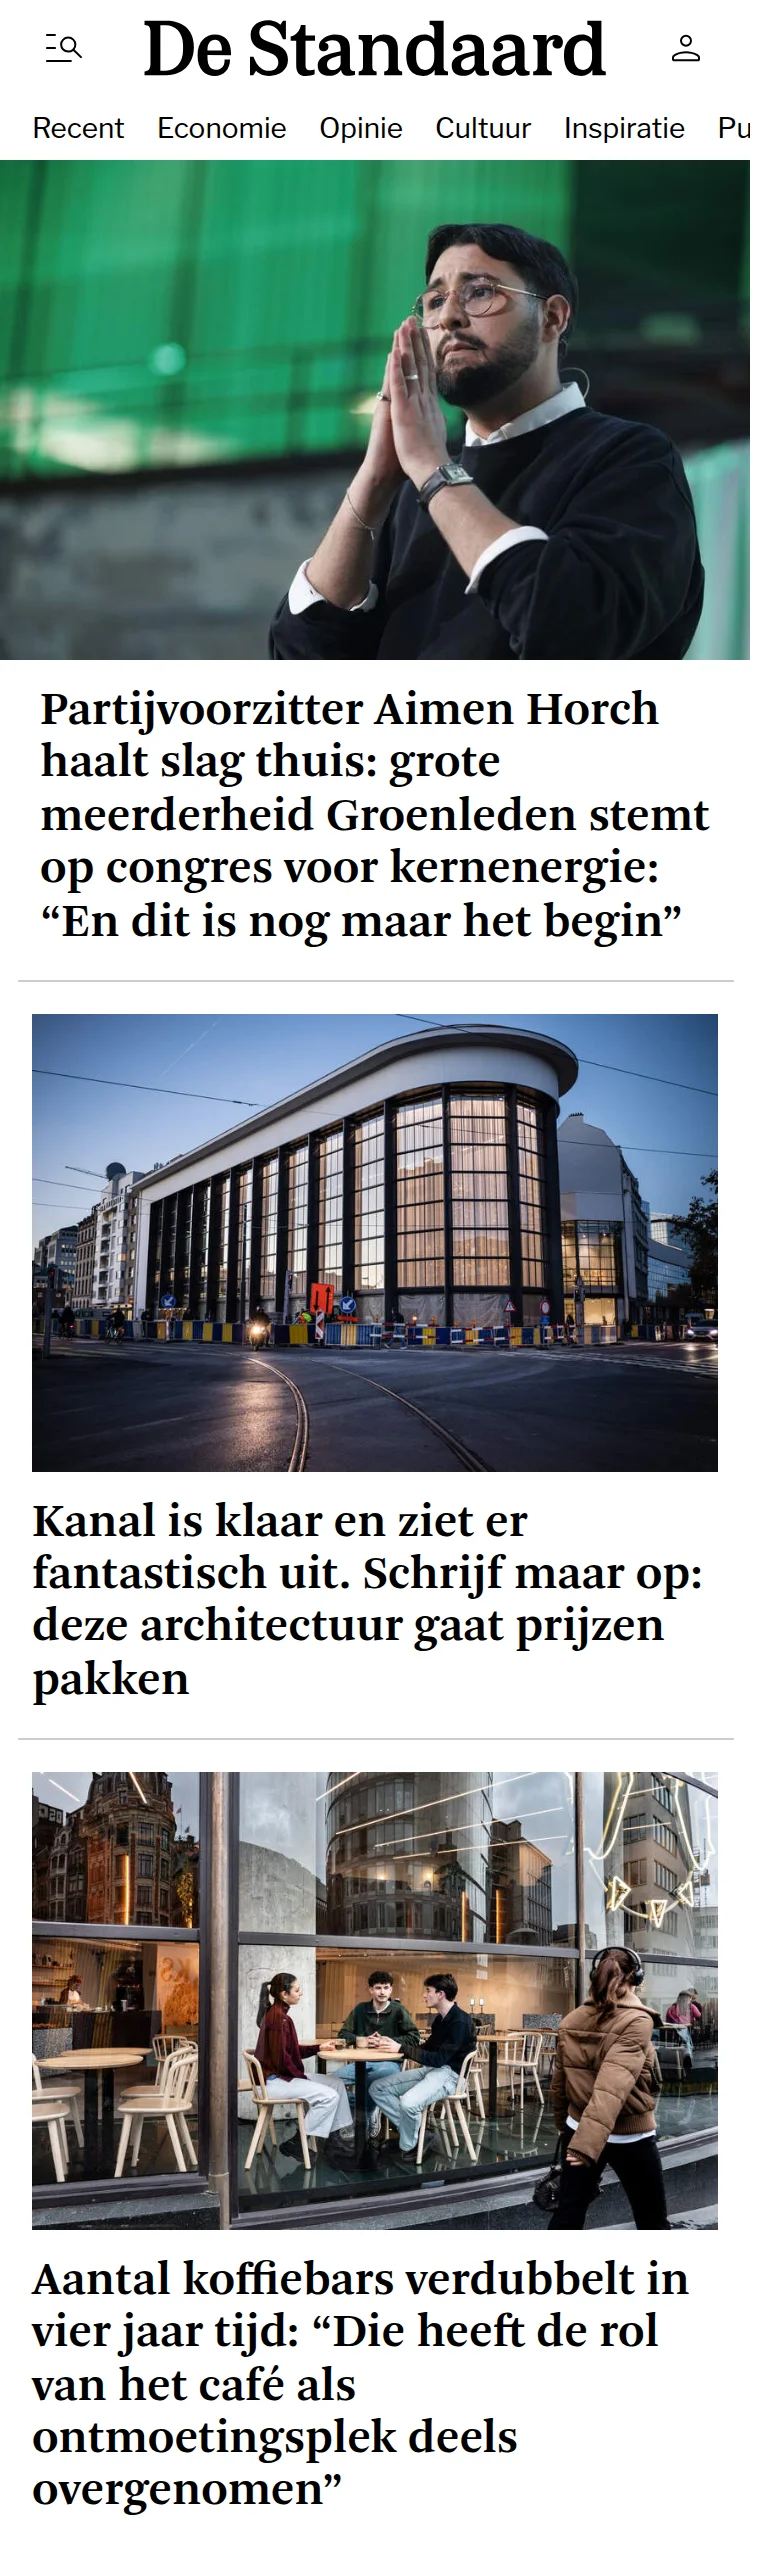 De Standaard
Recent Economie Opinie Cultuur Inspiratie Pu
Partijvoorzitter Aimen Horch
haalt slag thuis: grote
meerderheid Groenleden stemt
op congres voor kernenergie:
“En dit is nog maar het begin”
Kanal is klaar en ziet er
fantastisch uit. Schrijf maar op:
deze architectuur gaat prijzen
pakken
Aantal koffiebars verdubbelt in
vier jaar tijd: “Die heeft de rol
van het café als
ontmoetingsplek deels
overgenomen”